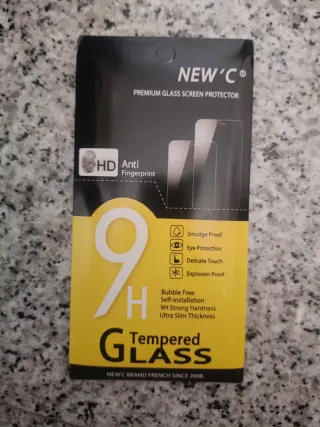 NEW'C®
PREMIUM GLASS SCREEN PROTECTOR
HD Anti
Fingerprint
Smudge Proof
Eye Protection
Delicate Touch
Explosion Proof
9H
Bubble Free
Self-installation
9H Strong Hardness
Ultra Slim Thickness
Tempered
GLASS
NEW'C BRAND FRENCH SINCE 2008